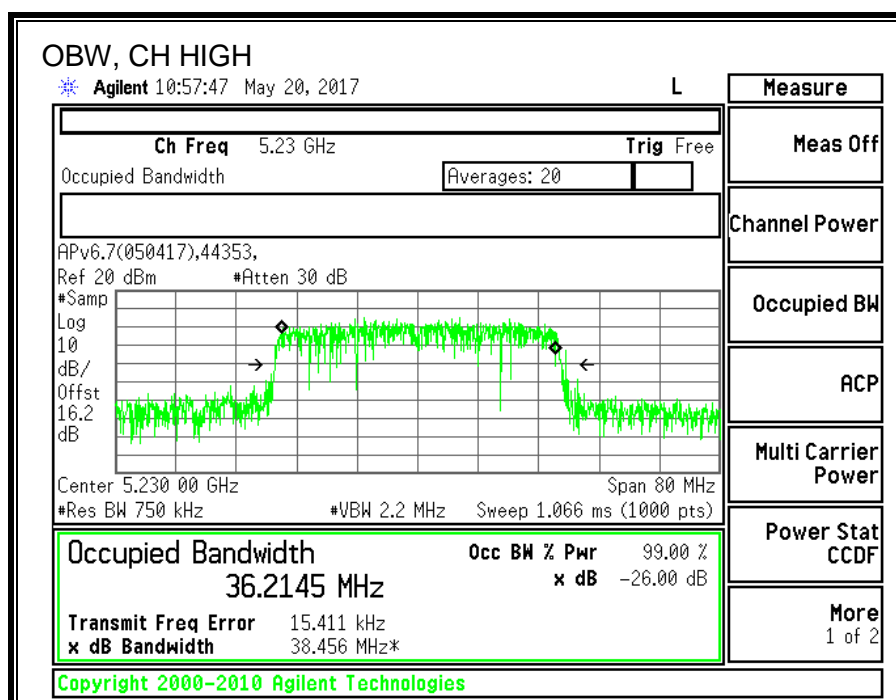 OBW, CH HIGH
Agilent 10:57:47 May 20, 2017 L
Measure
Ch Freq 5.23 GHz Trig Free
Meas Off
Occupied Bandwidth Averages: 20
Channel Power
APv6.7(050417),44353,
Ref 20 dBm #Atten 30 dB
#Samp
Log
10
dB/
Offst
16.2
dB
Occupied BW
ACP
Multi Carrier
Power
Center 5.230 00 GHz Span 80 MHz
#Res BW 750 kHz #VBW 2.2 MHz Sweep 1.066 ms (1000 pts)
Power Stat
CCDF
Occupied Bandwidth Occ BW % Pwr 99.00 %
36.2145 MHz x dB -26.00 dB
Transmit Freq Error 15.411 kHz
x dB Bandwidth 38.456 MHz*
More
1 of 2
Copyright 2000-2010 Agilent Technologies